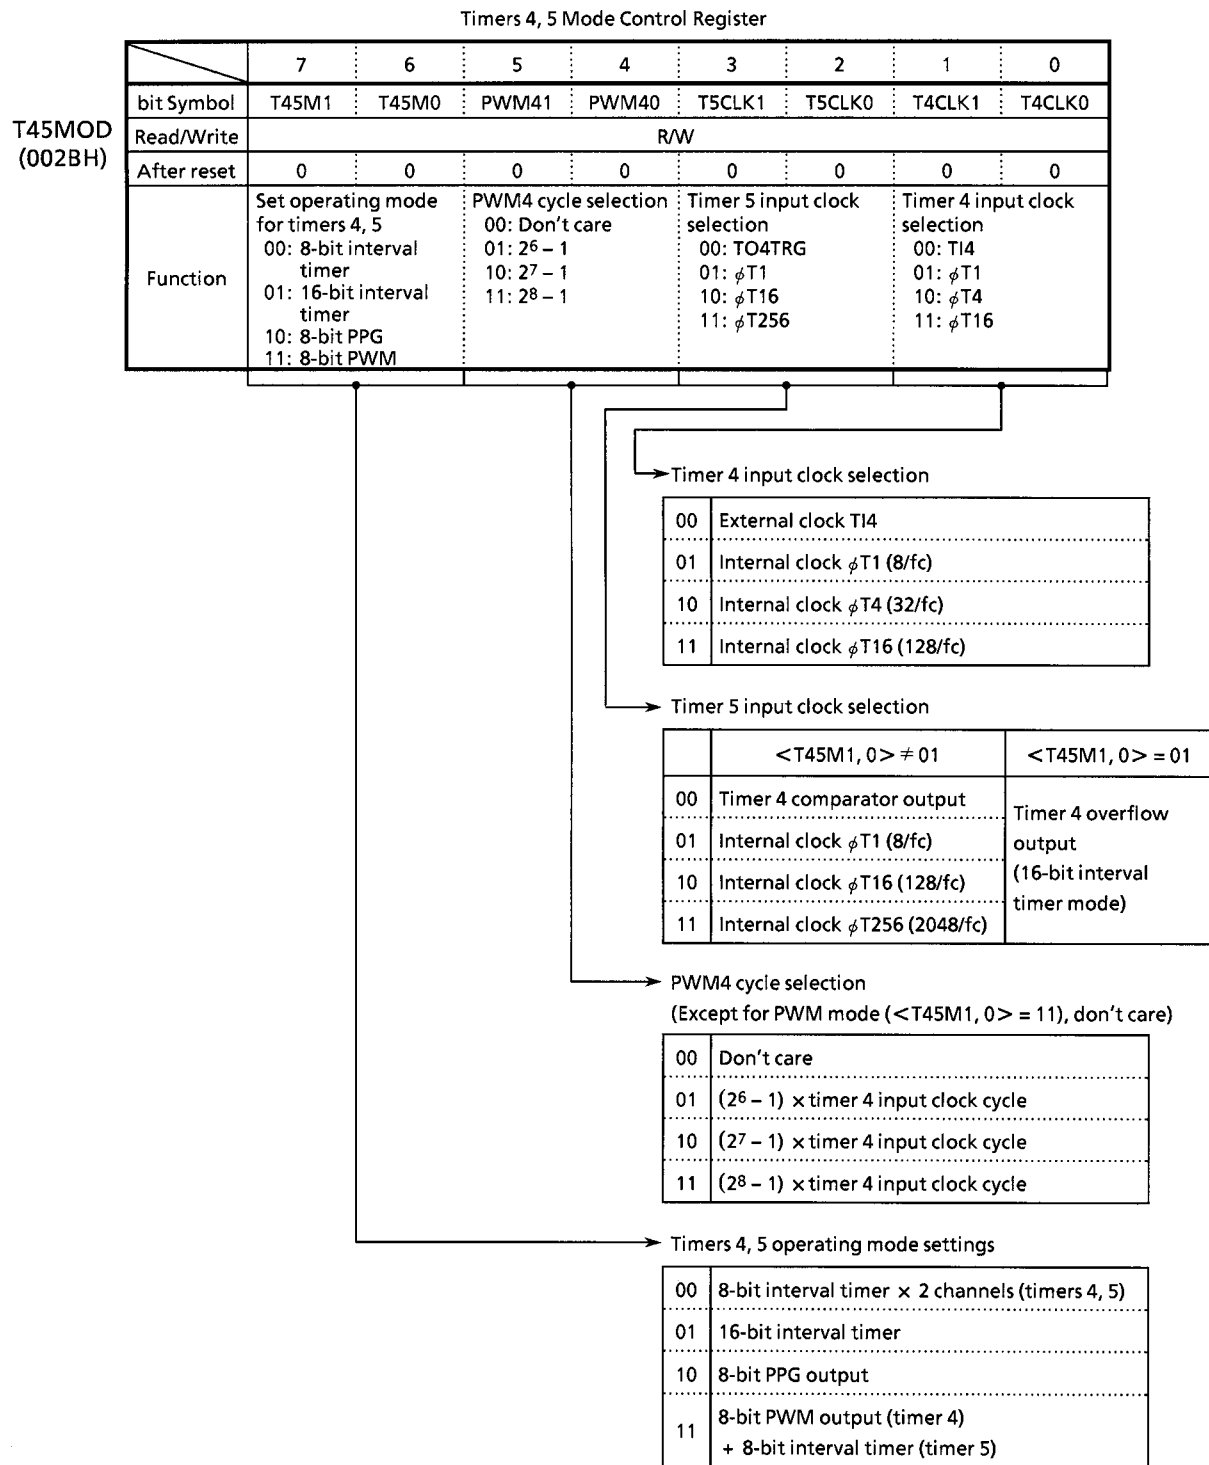 Timers 4, 5 Mode Control Register
7 6 5 4 3 2 1 0
bit Symbol T45M1 T45M0 PWM41 PWM40 T5CLK1 T5CLK0 T4CLK1 T4CLK0
T45MOD
(002BH)
Read/Write R/W
After reset 0 0 0 0 0 0 0 0
Function
Set operating mode
for timers 4, 5
00: 8-bit interval
timer
01: 16-bit interval
timer
10: 8-bit PPG
11: 8-bit PWM
PWM4 cycle selection
00: Don't care
01: 2⁶ – 1
10: 2⁷ – 1
11: 2⁸ – 1
Timer 5 input clock
selection
00: TO4TRG
01: φT1
10: φT16
11: φT256
Timer 4 input clock
selection
00: TI4
01: φT1
10: φT4
11: φT16
Timer 4 input clock selection
00 External clock TI4
01 Internal clock φT1 (8/fc)
10 Internal clock φT4 (32/fc)
11 Internal clock φT16 (128/fc)
Timer 5 input clock selection
<T45M1, 0> ≠ 01 <T45M1, 0> = 01
00 Timer 4 comparator output
01 Internal clock φT1 (8/fc)
10 Internal clock φT16 (128/fc)
11 Internal clock φT256 (2048/fc)
Timer 4 overflow
output
(16-bit interval
timer mode)
PWM4 cycle selection
(Except for PWM mode (<T45M1, 0> = 11), don't care)
00 Don't care
01 (2⁶ – 1) × timer 4 input clock cycle
10 (2⁷ – 1) × timer 4 input clock cycle
11 (2⁸ – 1) × timer 4 input clock cycle
Timers 4, 5 operating mode settings
00 8-bit interval timer × 2 channels (timers 4, 5)
01 16-bit interval timer
10 8-bit PPG output
11 8-bit PWM output (timer 4)
+ 8-bit interval timer (timer 5)